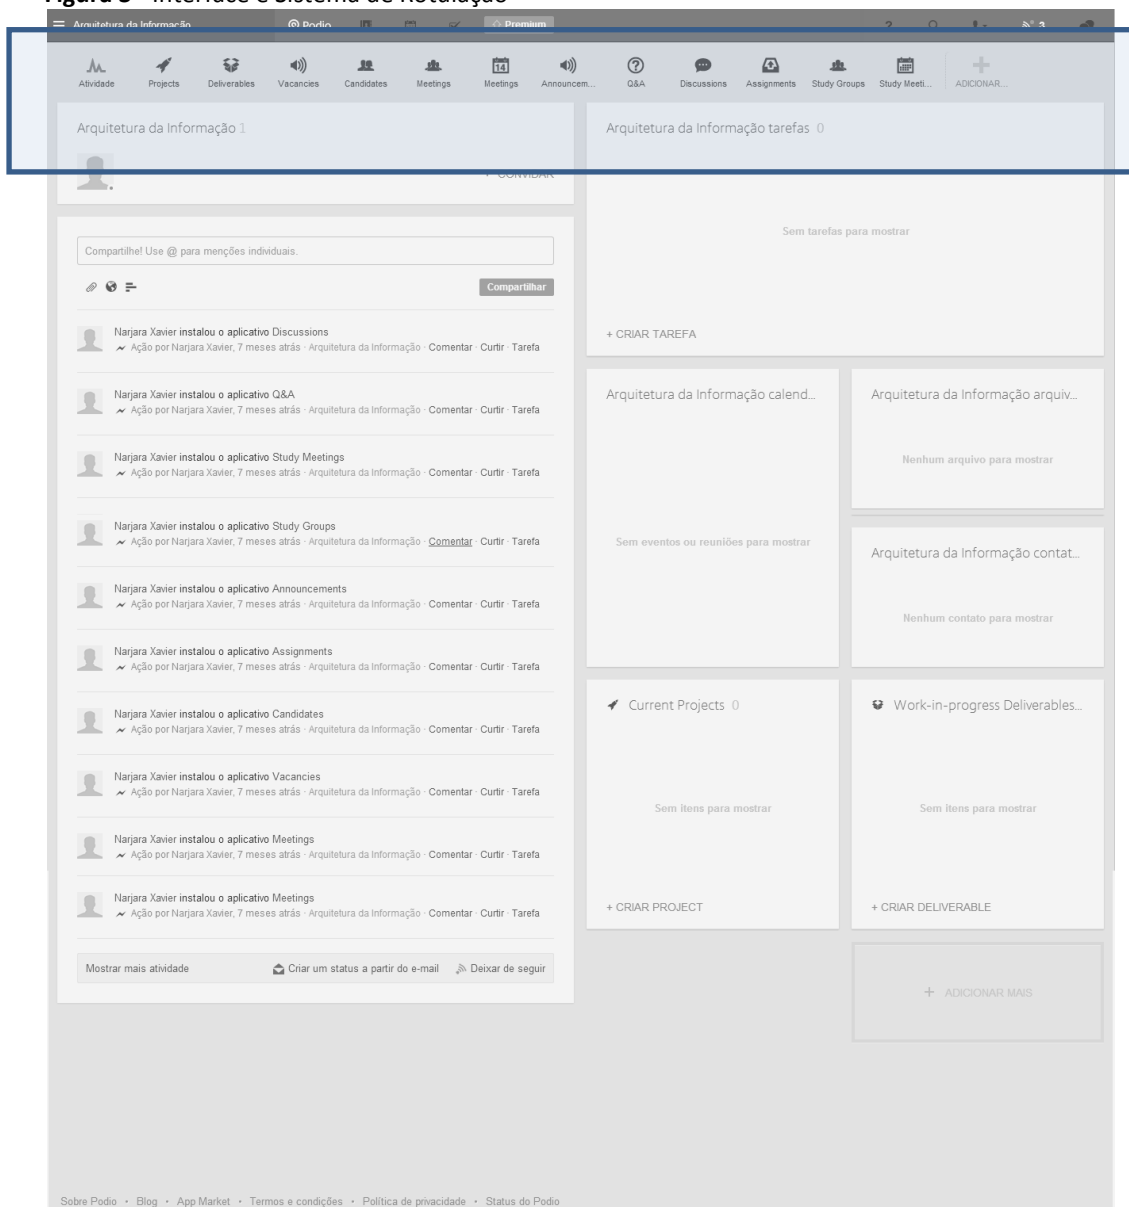 Figura 3 - Interface e Sistema de Rotulação
Arquitetura da Informação Podio Premium ? 3
Atividade Projects Deliverables Vacancies Candidates Meetings 14 Meetings Announcem... Q&A Discussions Assignments Study Groups Study Meeti... ADICIONAR...
Arquitetura da Informação 1
+ CONVIDAR
Compartilhe! Use @ para menções individuais.
Compartilhar
Narjara Xavier instalou o aplicativo Discussions
Ação por Narjara Xavier, 7 meses atrás · Arquitetura da Informação · Comentar · Curtir · Tarefa
Narjara Xavier instalou o aplicativo Q&A
Ação por Narjara Xavier, 7 meses atrás · Arquitetura da Informação · Comentar · Curtir · Tarefa
Narjara Xavier instalou o aplicativo Study Meetings
Ação por Narjara Xavier, 7 meses atrás · Arquitetura da Informação · Comentar · Curtir · Tarefa
Narjara Xavier instalou o aplicativo Study Groups
Ação por Narjara Xavier, 7 meses atrás · Arquitetura da Informação · Comentar · Curtir · Tarefa
Narjara Xavier instalou o aplicativo Announcements
Ação por Narjara Xavier, 7 meses atrás · Arquitetura da Informação · Comentar · Curtir · Tarefa
Narjara Xavier instalou o aplicativo Assignments
Ação por Narjara Xavier, 7 meses atrás · Arquitetura da Informação · Comentar · Curtir · Tarefa
Narjara Xavier instalou o aplicativo Candidates
Ação por Narjara Xavier, 7 meses atrás · Arquitetura da Informação · Comentar · Curtir · Tarefa
Narjara Xavier instalou o aplicativo Vacancies
Ação por Narjara Xavier, 7 meses atrás · Arquitetura da Informação · Comentar · Curtir · Tarefa
Narjara Xavier instalou o aplicativo Meetings
Ação por Narjara Xavier, 7 meses atrás · Arquitetura da Informação · Comentar · Curtir · Tarefa
Narjara Xavier instalou o aplicativo Meetings
Ação por Narjara Xavier, 7 meses atrás · Arquitetura da Informação · Comentar · Curtir · Tarefa
Mostrar mais atividade Criar um status a partir do e-mail Deixar de seguir
Arquitetura da Informação tarefas 0
Sem tarefas para mostrar
+ CRIAR TAREFA
Arquitetura da Informação calend...
Sem eventos ou reuniões para mostrar
Arquitetura da Informação arquiv...
Nenhum arquivo para mostrar
Arquitetura da Informação contat...
Nenhum contato para mostrar
Current Projects 0
Sem itens para mostrar
+ CRIAR PROJECT
Work-in-progress Deliverables...
Sem itens para mostrar
+ CRIAR DELIVERABLE
+ ADICIONAR MAIS
Sobre Podio · Blog · App Market · Termos e condições · Política de privacidade · Status do Podio